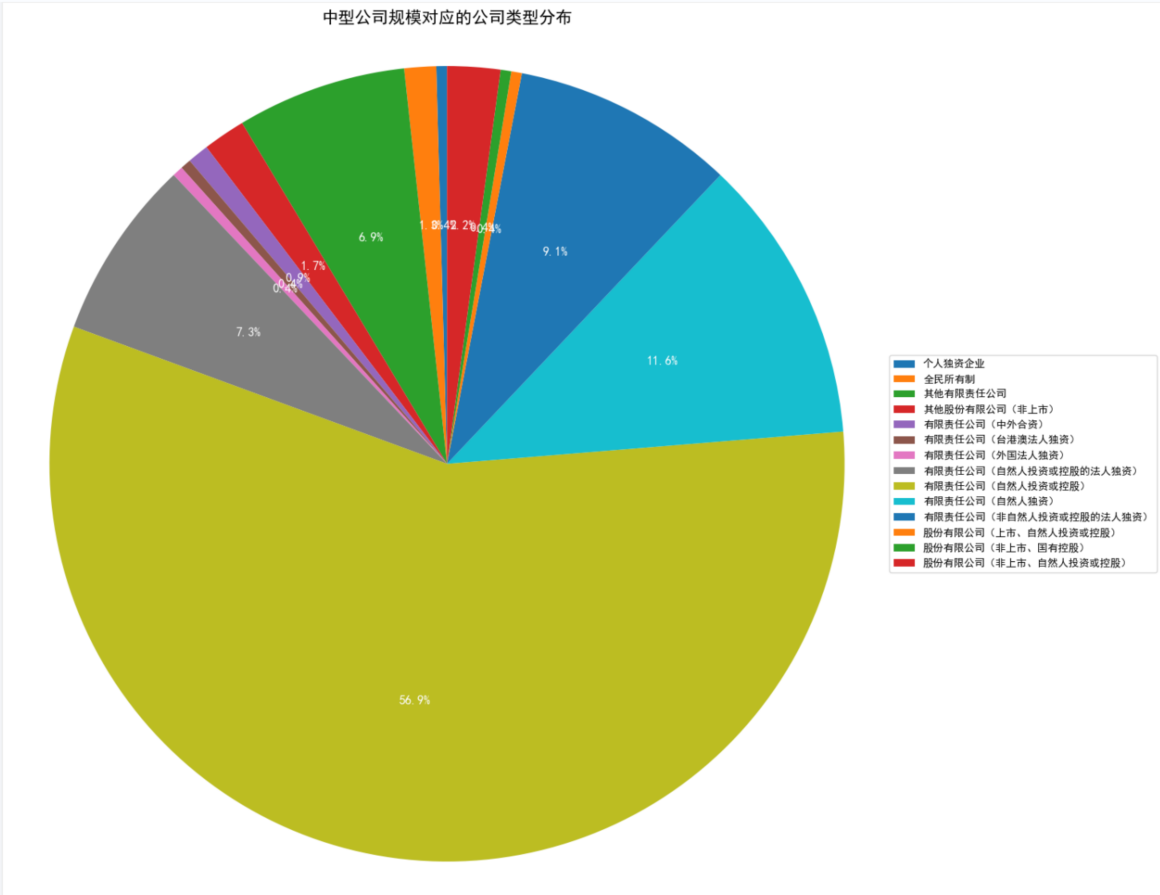 中型公司规模对应的公司类型分布
6.9%
2.2%
9.1%
1.7%
0.9%
0.4%
0.4%
7.3%
11.6%
56.9%
个人独资企业
全民所有制
其他有限责任公司
其他股份有限公司（非上市）
有限责任公司（中外合资）
有限责任公司（台港澳法人独资）
有限责任公司（外国法人独资）
有限责任公司（自然人投资或控股的法人独资）
有限责任公司（自然人投资或控股）
有限责任公司（自然人独资）
有限责任公司（非自然人投资或控股的法人独资）
股份有限公司（上市、自然人投资或控股）
股份有限公司（非上市、国有控股）
股份有限公司（非上市、自然人投资或控股）